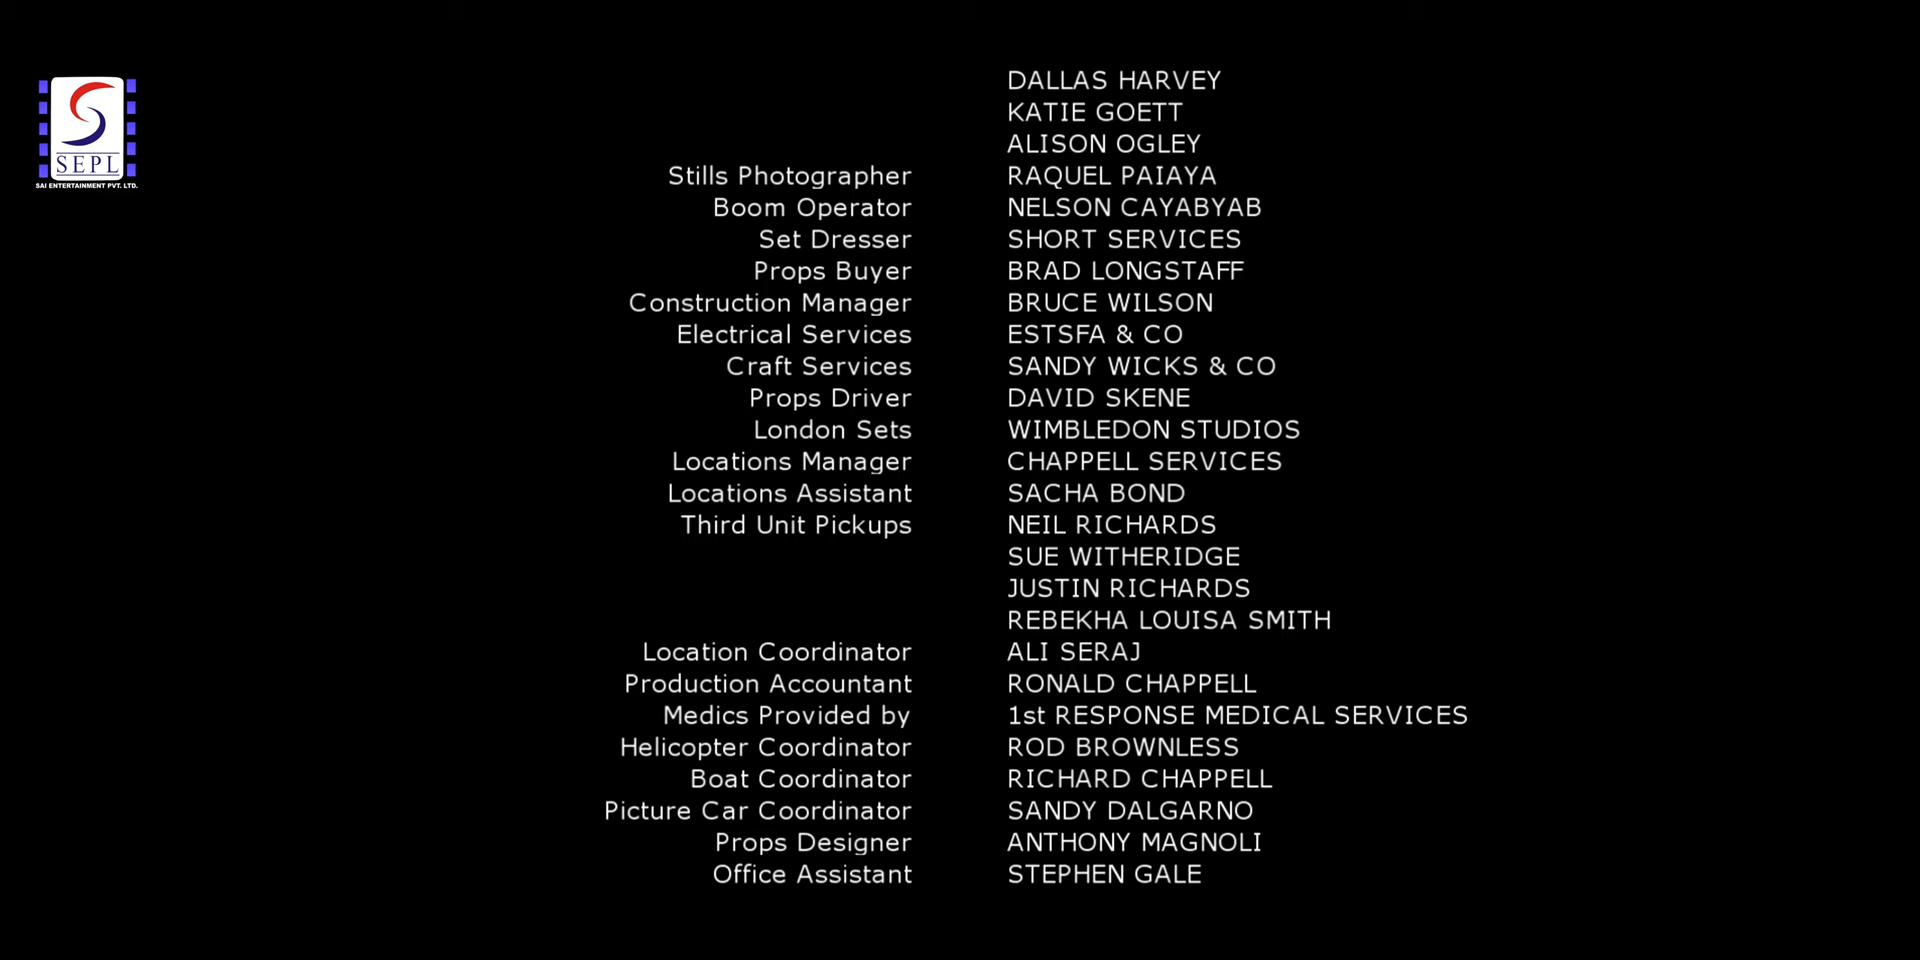 SEPL
SAI ENTERTAINMENT PVT. LTD.
DALLAS HARVEY
KATIE GOETT
ALISON OGLEY
Stills Photographer RAQUEL PAIAYA
Boom Operator NELSON CAYABYAB
Set Dresser SHORT SERVICES
Props Buyer BRAD LONGSTAFF
Construction Manager BRUCE WILSON
Electrical Services ESTSFA & CO
Craft Services SANDY WICKS & CO
Props Driver DAVID SKENE
London Sets WIMBLEDON STUDIOS
Locations Manager CHAPPELL SERVICES
Locations Assistant SACHA BOND
Third Unit Pickups NEIL RICHARDS
SUE WITHERIDGE
JUSTIN RICHARDS
REBEKHA LOUISA SMITH
Location Coordinator ALI SERAJ
Production Accountant RONALD CHAPPELL
Medics Provided by 1st RESPONSE MEDICAL SERVICES
Helicopter Coordinator ROD BROWNLESS
Boat Coordinator RICHARD CHAPPELL
Picture Car Coordinator SANDY DALGARNO
Props Designer ANTHONY MAGNOLI
Office Assistant STEPHEN GALE